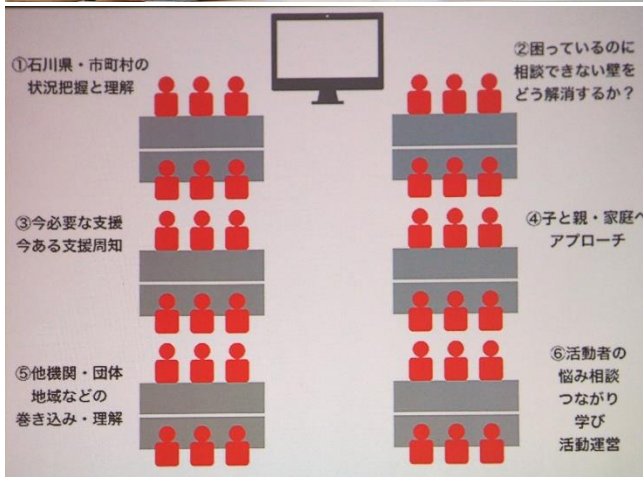 ①石川県・市町村の
状況把握と理解
②困っているのに
相談できない壁を
どう解消するか？
③今必要な支援
今ある支援周知
④子と親・家庭へ
アプローチ
⑤他機関・団体
地域などの
巻き込み・理解
⑥活動者の
悩み相談
つながり
学び
活動運営